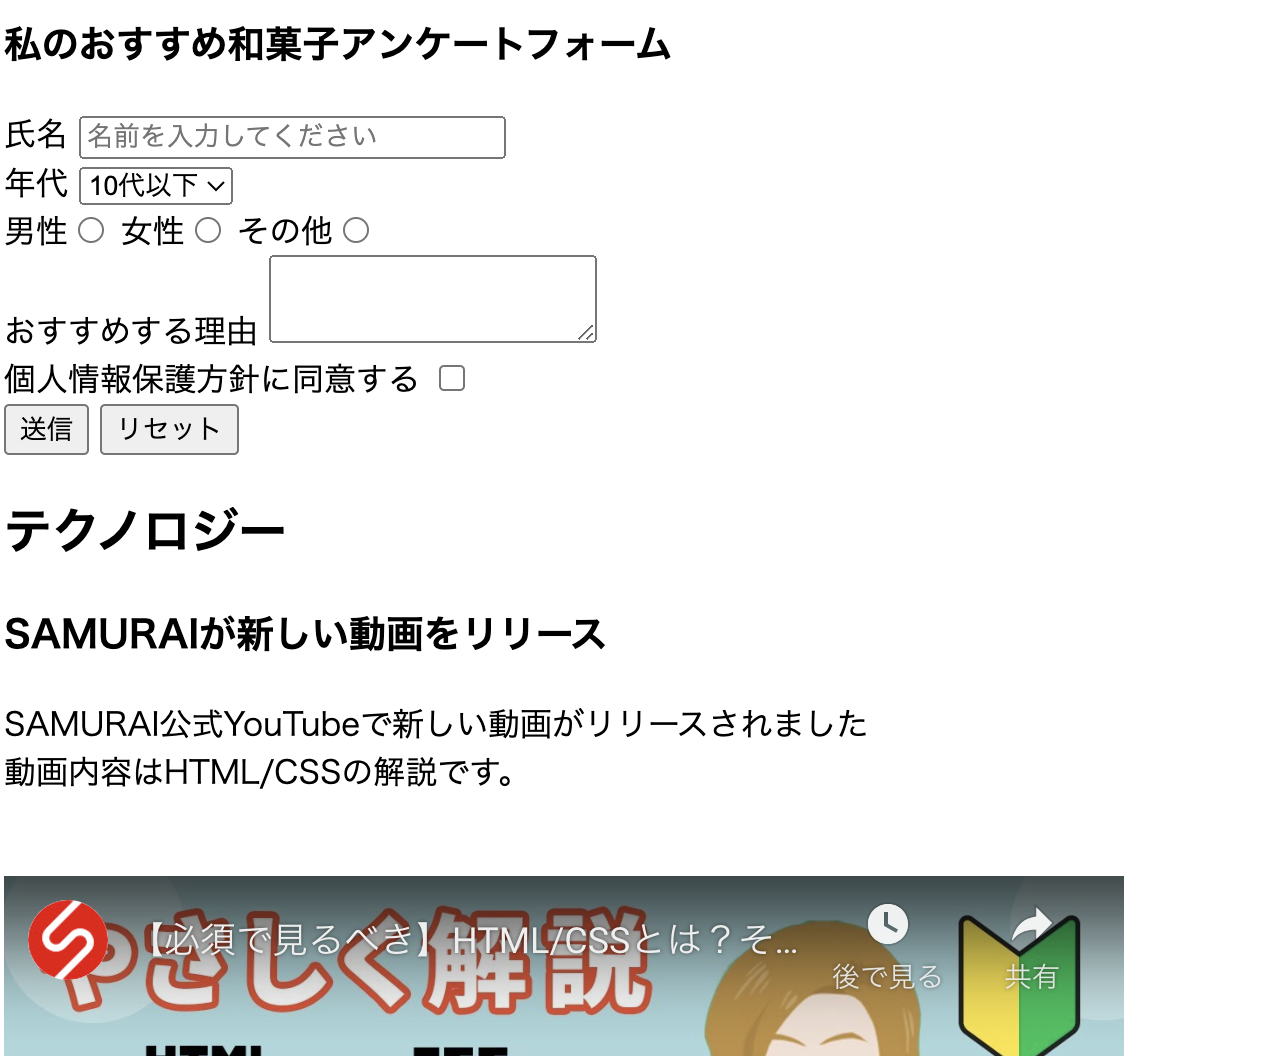 私のおすすめ和菓子アンケートフォーム
氏名 名前を入力してください
年代 10代以下
男性 女性 その他
おすすめする理由
個人情報保護方針に同意する
送信 リセット
テクノロジー
SAMURAIが新しい動画をリリース
SAMURAI公式YouTubeで新しい動画がリリースされました
動画内容はHTML/CSSの解説です。
【必須で見るべき】HTML/CSSとは？そ...
やさしく解説
後で見る 共有